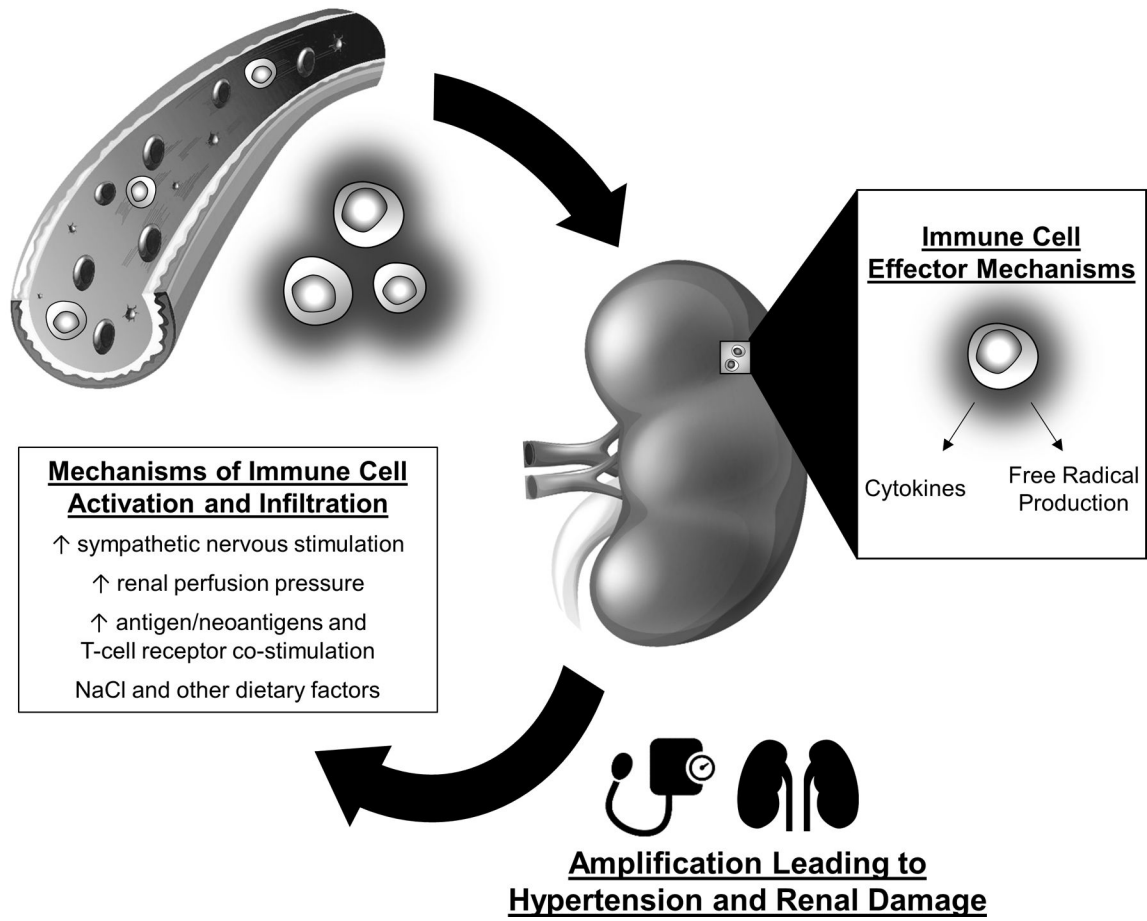 Immune Cell
Effector Mechanisms
Cytokines
Free Radical
Production
Mechanisms of Immune Cell
Activation and Infiltration
↑ sympathetic nervous stimulation
↑ renal perfusion pressure
↑ antigen/neoantigens and
T-cell receptor co-stimulation
NaCl and other dietary factors
Amplification Leading to
Hypertension and Renal Damage